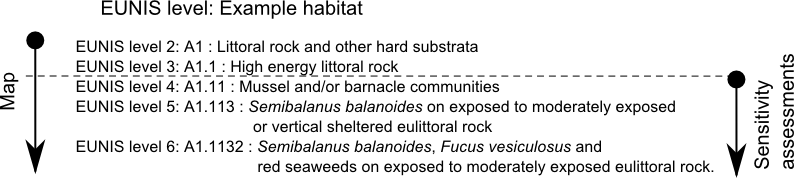 EUNIS level: Example habitat
EUNIS level 2: A1 : Littoral rock and other hard substrata
EUNIS level 3: A1.1 : High energy littoral rock
EUNIS level 4: A1.11 : Mussel and/or barnacle communities
EUNIS level 5: A1.113 : Semibalanus balanoides on exposed to moderately exposed
or vertical sheltered eulittoral rock
EUNIS level 6: A1.1132 : Semibalanus balanoides, Fucus vesiculosus and
red seaweeds on exposed to moderately exposed eulittoral rock.
Map
Sensitivity
assessments